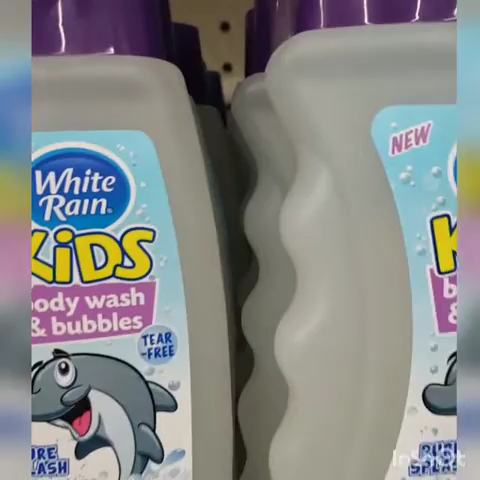 White
Rain
KiDS
body wash
& bubbles
TEAR
-FREE
NEW